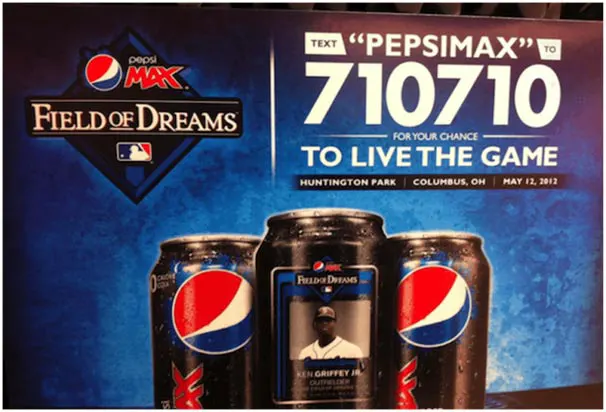 pepsi
MAX
FIELD OF DREAMS
TEXT "PEPSIMAX" TO
710710
FOR YOUR CHANCE
TO LIVE THE GAME
HUNTINGTON PARK | COLUMBUS, OH | MAY 12, 2012
FIELD OF DREAMS
KEN GRIFFEY JR.
OUTFIELDER